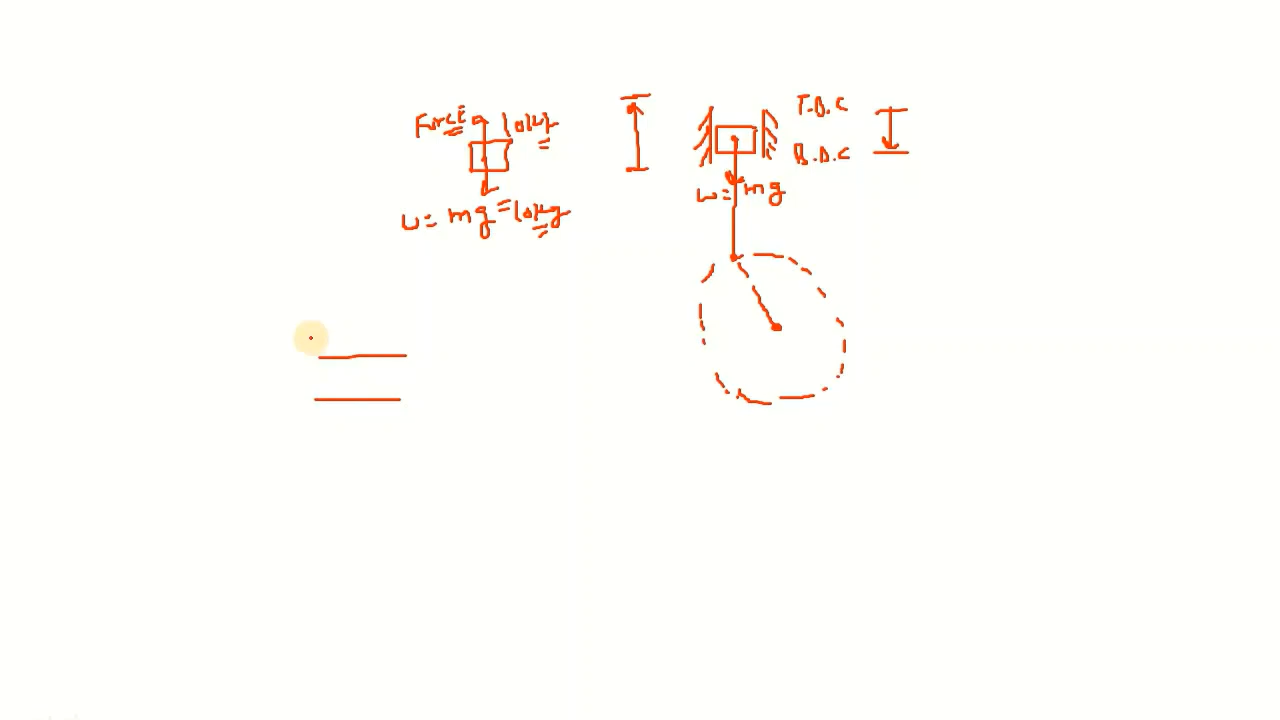 FORCE 10kg
W = mg = 10kg
T.D.C
B.D.C
W = mg